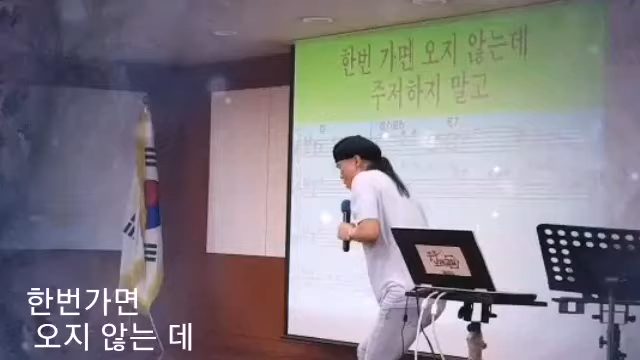 한번 가면 오지 않는데
주저하지 말고
한번가면
오지 않는 데